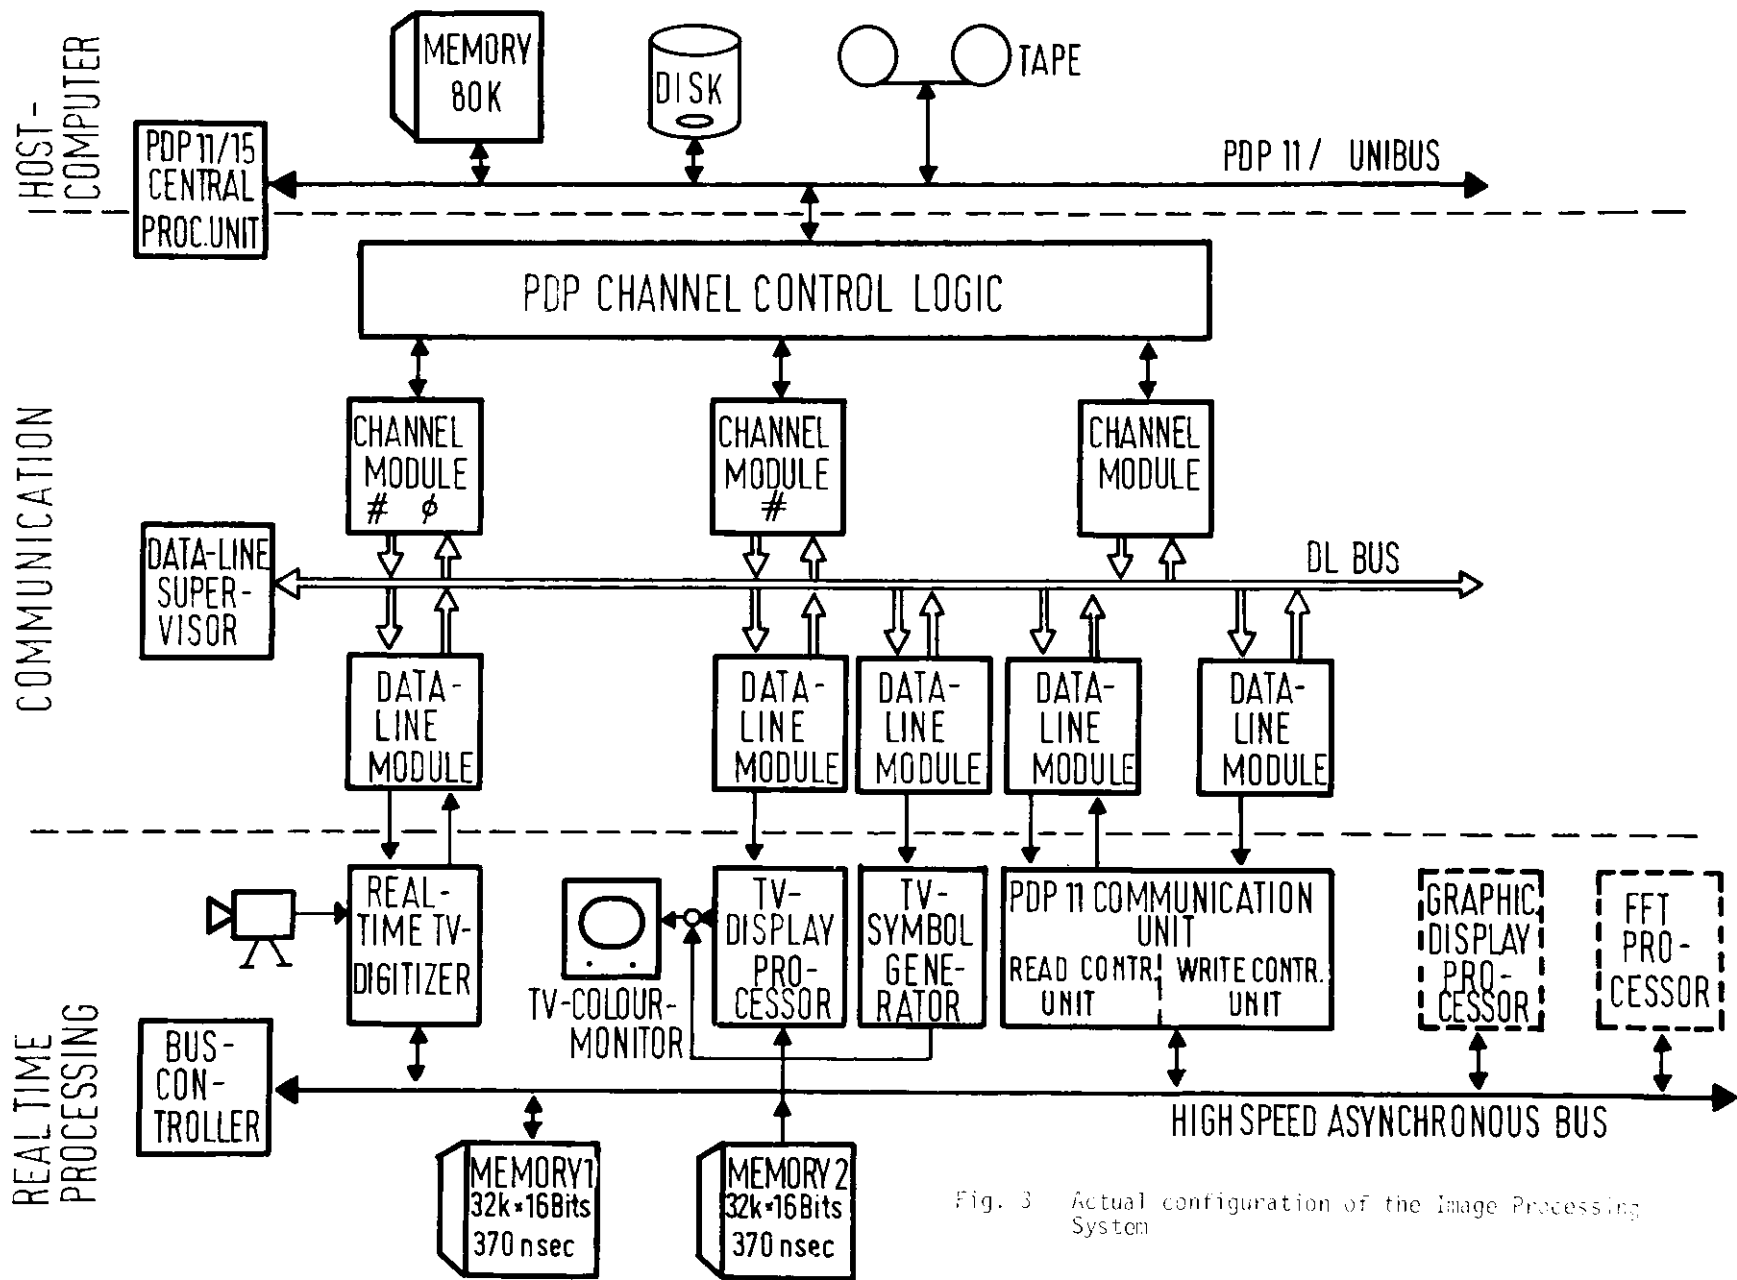 HOST-
COMPUTER
MEMORY
80K
DISK
TAPE
PDP 11/15
CENTRAL
PROC.UNIT
PDP 11/ UNIBUS
PDP CHANNEL CONTROL LOGIC
COMMUNICATION
CHANNEL
MODULE
# ϕ
CHANNEL
MODULE
#
CHANNEL
MODULE
DATA-LINE
SUPER-
VISOR
DL BUS
DATA-
LINE
MODULE
DATA-
LINE
MODULE
DATA-
LINE
MODULE
DATA-
LINE
MODULE
DATA-
LINE
MODULE
REAL TIME
PROCESSING
REAL-
TIME TV-
DIGITIZER
TV-COLOUR-
MONITOR
TV-
DISPLAY
PRO-
CESSOR
TV-
SYMBOL
GENE-
RATOR
PDP 11 COMMUNICATION
UNIT
READ CONTR.
UNIT
WRITE CONTR.
UNIT
GRAPHIC
DISPLAY
PRO-
CESSOR
FFT
PRO-
CESSOR
BUS-
CON-
TROLLER
HIGH SPEED ASYNCHRONOUS BUS
MEMORY 1
32k*16Bits
370 nsec
MEMORY 2
32k*16Bits
370 nsec
Fig. 3 Actual configuration of the Image Processing
System